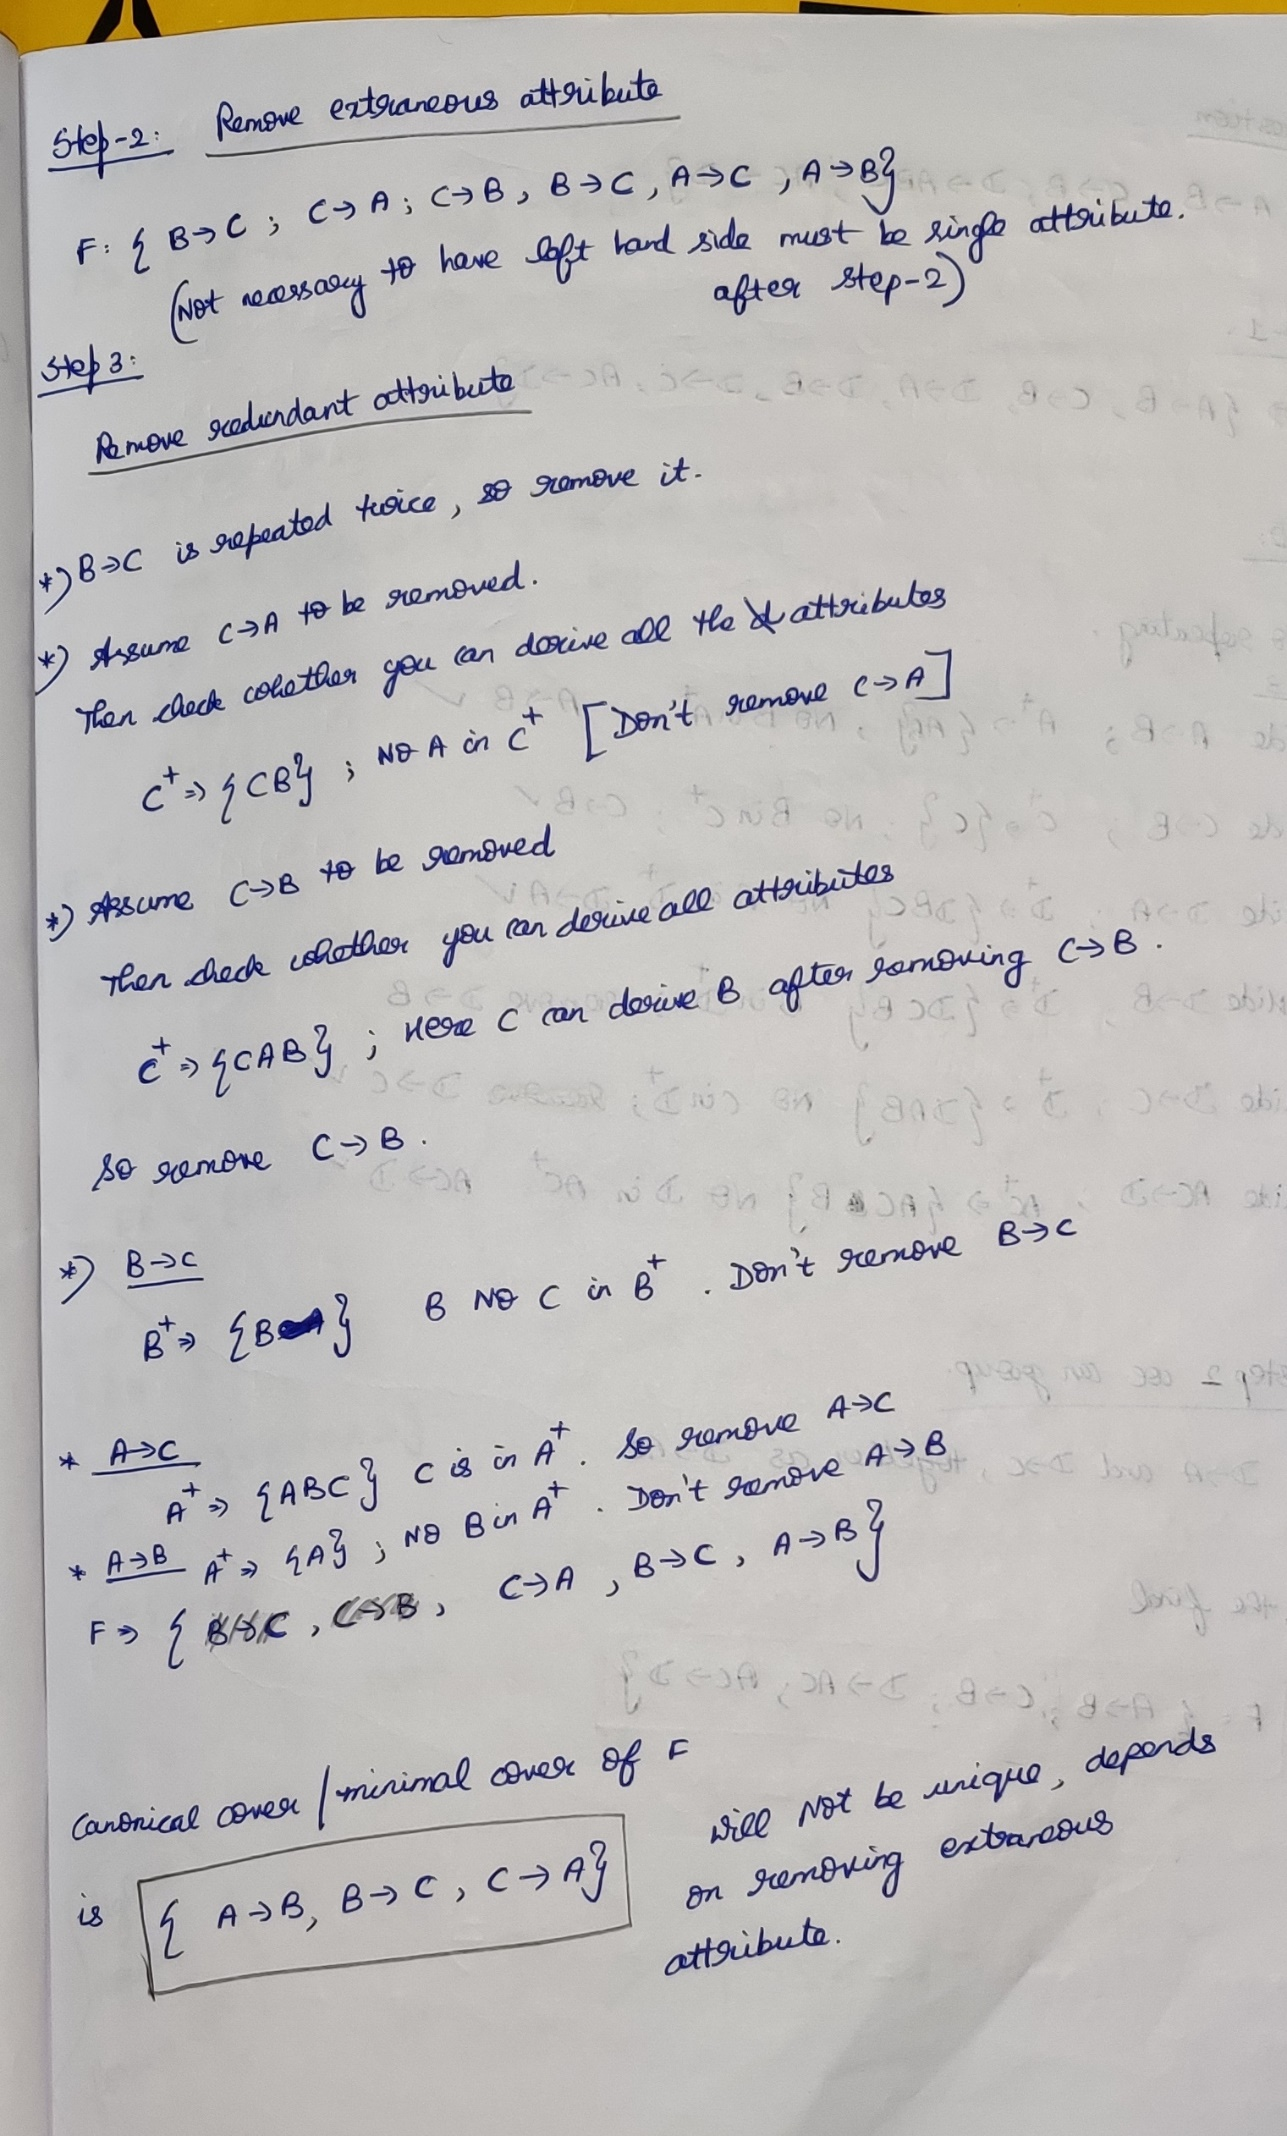 Step-2: Remove extraneous attribute
F: { B→C ; C→A ; C→B, B→C, A→C, A→B}
(Not necessary to have left hand side must be single attribute.
after step-2)
Step 3:
Remove redundant attribute
*) B→C is repeated twice, so remove it.
*) Assume C→A to be removed.
Then check whether you can derive all the attributes
C⁺ ⇒ {CB} ; NO A in C⁺ [Don't remove C→A]
*) Assume C→B to be removed
Then check whether you can derive all attributes
C⁺ ⇒ {CAB} ; Here C can derive B after removing C→B.
So remove C→B.
*) B→C
B⁺ ⇒ {B} B NO C in B⁺. Don't remove B→C
* A→C
A⁺ ⇒ {ABC} C is in A⁺. So remove A→C
* A→B A⁺ ⇒ {A} ; NO B in A⁺. Don't remove A→B
F ⇒ { B→C, C→B, C→A, B→C, A→B}
Canonical cover / minimal cover of F
is { A→B, B→C, C→A}
will Not be unique, depends
on removing extraneous
attribute.